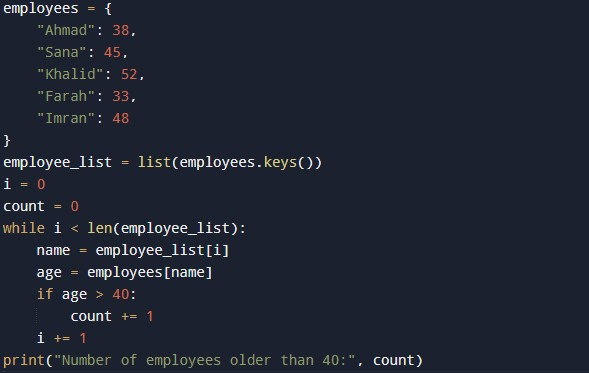 employees = {
    "Ahmad": 38,
    "Sana": 45,
    "Khalid": 52,
    "Farah": 33,
    "Imran": 48
}
employee_list = list(employees.keys())
i = 0
count = 0
while i < len(employee_list):
    name = employee_list[i]
    age = employees[name]
    if age > 40:
        count += 1
    i += 1
print("Number of employees older than 40:", count)